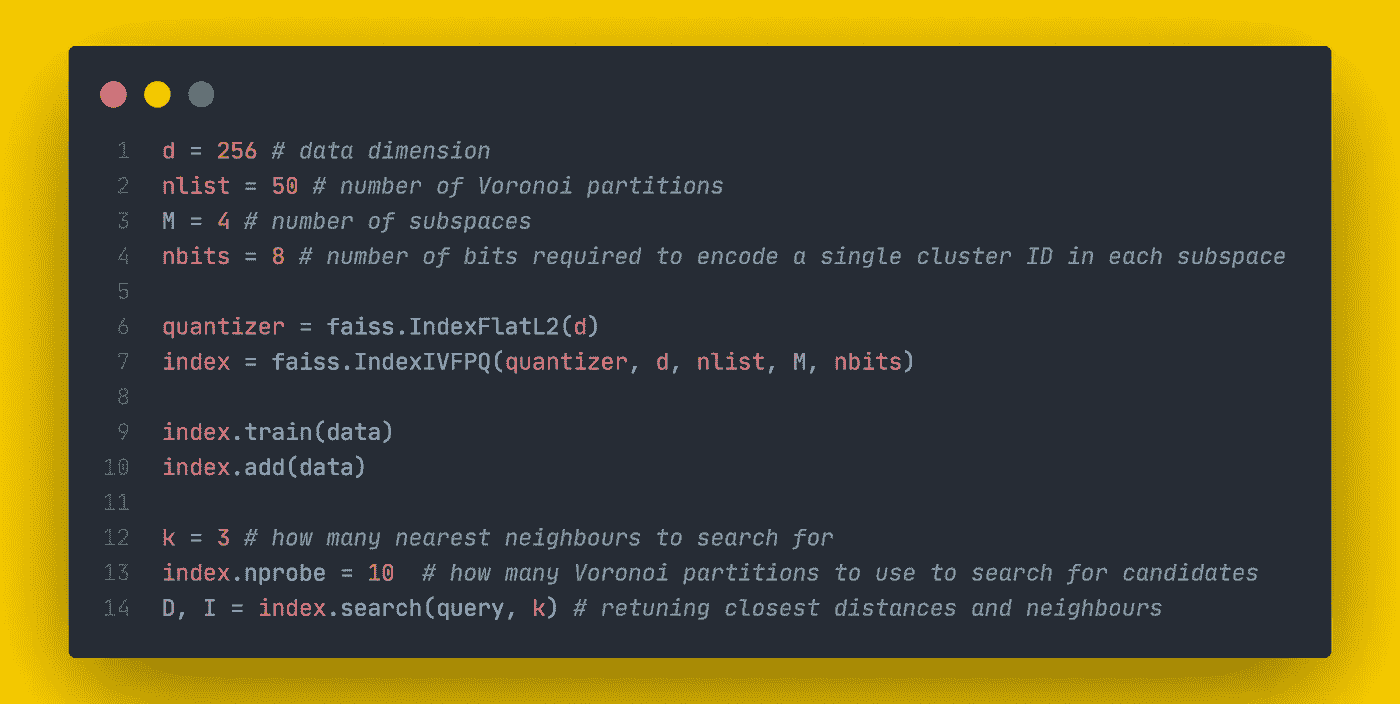 1 d = 256 # data dimension
2 nlist = 50 # number of Voronoi partitions
3 M = 4 # number of subspaces
4 nbits = 8 # number of bits required to encode a single cluster ID in each subspace
5
6 quantizer = faiss.IndexFlatL2(d)
7 index = faiss.IndexIVFPQ(quantizer, d, nlist, M, nbits)
8
9 index.train(data)
10 index.add(data)
11
12 k = 3 # how many nearest neighbours to search for
13 index.nprobe = 10  # how many Voronoi partitions to use to search for candidates
14 D, I = index.search(query, k) # retuning closest distances and neighbours